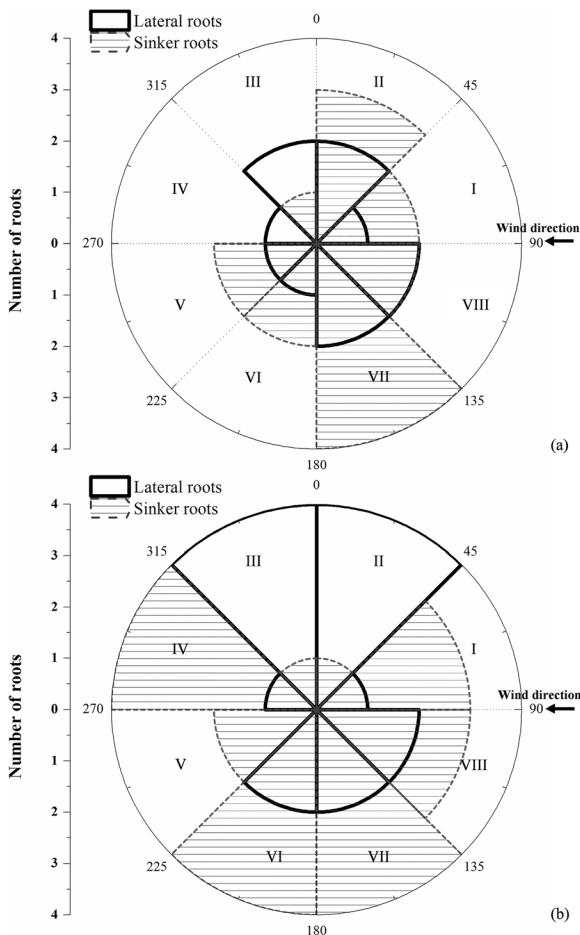 0
Lateral roots
Sinker roots
4
3
2
1
0
1
2
3
4
Number of roots
315
III
II
45
IV
I
270
Wind direction
90
V
VIII
VI
VII
225
135
180
(a)
0
Lateral roots
Sinker roots
4
3
2
1
0
1
2
3
4
Number of roots
315
III
II
45
IV
I
270
Wind direction
90
V
VIII
VI
VII
225
135
180
(b)